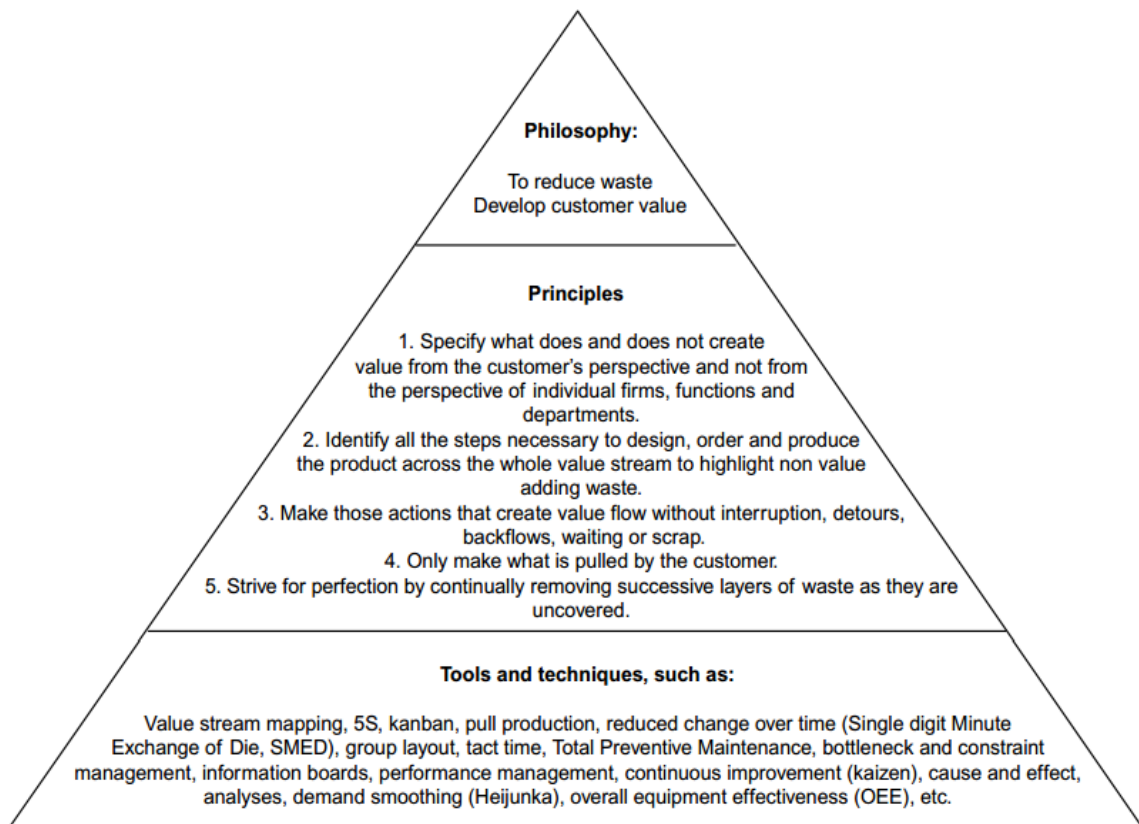 Philosophy:
To reduce waste
Develop customer value
Principles
1. Specify what does and does not create
value from the customer's perspective and not from
the perspective of individual firms, functions and
departments.
2. Identify all the steps necessary to design, order and produce
the product across the whole value stream to highlight non value
adding waste.
3. Make those actions that create value flow without interruption, detours,
backflows, waiting or scrap.
4. Only make what is pulled by the customer.
5. Strive for perfection by continually removing successive layers of waste as they are
uncovered.
Tools and techniques, such as:
Value stream mapping, 5S, kanban, pull production, reduced change over time (Single digit Minute
Exchange of Die, SMED), group layout, tact time, Total Preventive Maintenance, bottleneck and constraint
management, information boards, performance management, continuous improvement (kaizen), cause and effect,
analyses, demand smoothing (Heijunka), overall equipment effectiveness (OEE), etc.